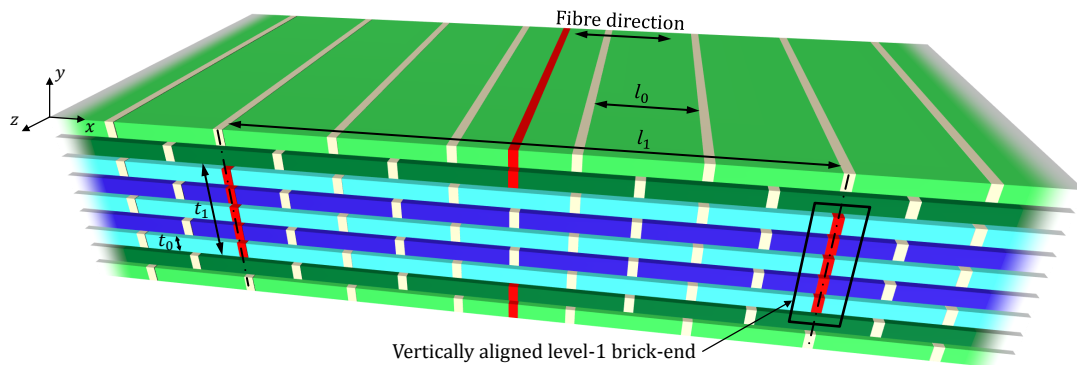 Fibre direction
y
z
x
l₀
l₁
t₁
t₀
Vertically aligned level-1 brick-end